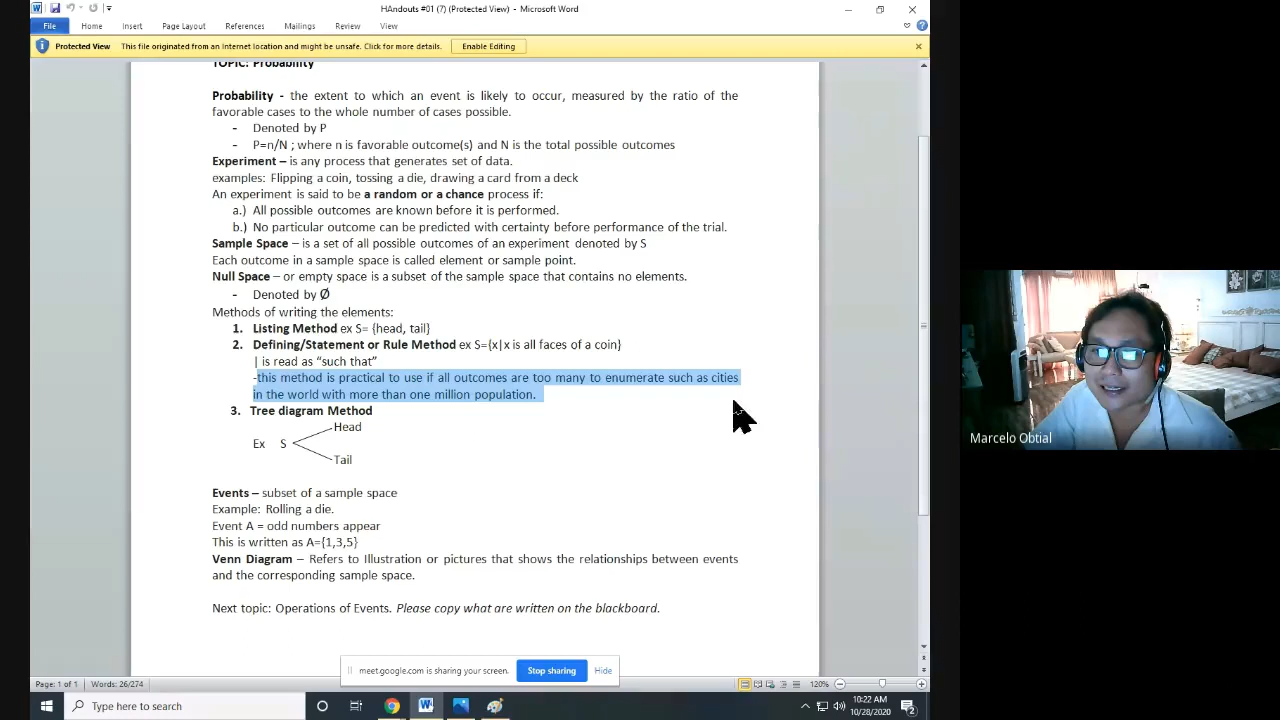 HAndouts #01 (7) (Protected View) - Microsoft Word
File Home Insert Page Layout References Mailings Review View
Protected View This file originated from an Internet location and might be unsafe. Click for more details. Enable Editing
TOPIC: Probability
Probability - the extent to which an event is likely to occur, measured by the ratio of the
favorable cases to the whole number of cases possible.
- Denoted by P
- P=n/N ; where n is favorable outcome(s) and N is the total possible outcomes
Experiment – is any process that generates set of data.
examples: Flipping a coin, tossing a die, drawing a card from a deck
An experiment is said to be a random or a chance process if:
a.) All possible outcomes are known before it is performed.
b.) No particular outcome can be predicted with certainty before performance of the trial.
Sample Space – is a set of all possible outcomes of an experiment denoted by S
Each outcome in a sample space is called element or sample point.
Null Space – or empty space is a subset of the sample space that contains no elements.
- Denoted by Ø
Methods of writing the elements:
1. Listing Method ex S= {head, tail}
2. Defining/Statement or Rule Method ex S={x|x is all faces of a coin}
| is read as “such that”
-this method is practical to use if all outcomes are too many to enumerate such as cities
in the world with more than one million population.
3. Tree diagram Method
Head
Ex S
Tail
Events – subset of a sample space
Example: Rolling a die.
Event A = odd numbers appear
This is written as A={1,3,5}
Venn Diagram – Refers to Illustration or pictures that shows the relationships between events
and the corresponding sample space.
Next topic: Operations of Events. Please copy what are written on the blackboard.
meet.google.com is sharing your screen. Stop sharing Hide
Page: 1 of 1 Words: 26/274 120%
Type here to search
10:22 AM
10/28/2020
2
Marcelo Obtial